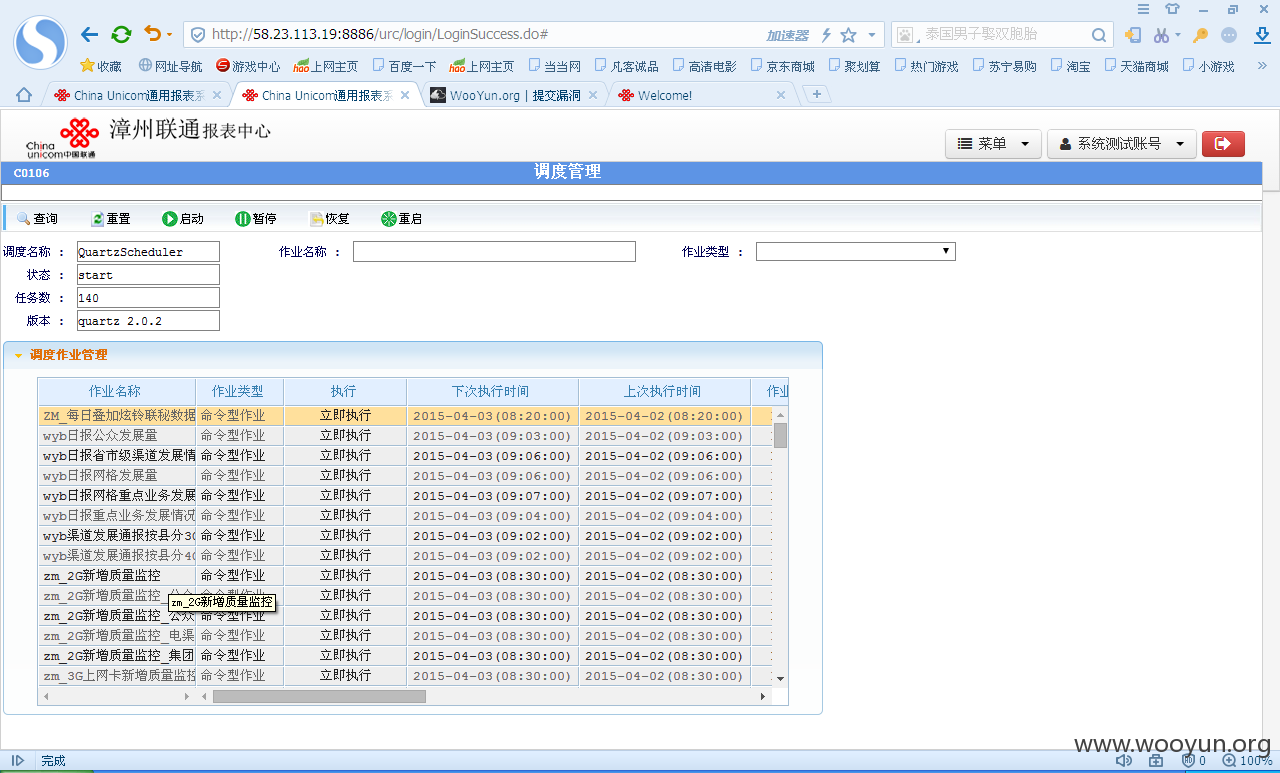 http://58.23.113.19:8886/urc/login/LoginSuccess.do#
加速器
泰国男子娶双胞胎
收藏 网址导航 游戏中心 上网主页 百度一下 上网主页 当当网 凡客诚品 高清电影 京东商城 聚划算 热门游戏 苏宁易购 淘宝 天猫商城 小游戏
China Unicom通用报表系 China Unicom通用报表系 WooYun.org | 提交漏洞 Welcome!
China unicom中国联通 漳州联通报表中心
菜单 系统测试账号
C0106 调度管理
查询 重置 启动 暂停 恢复 重启
调度名称 : QuartzScheduler 作业名称 : 作业类型 :
状态 : start
任务数 : 140
版本 : quartz 2.0.2
调度作业管理
作业名称 作业类型 执行 下次执行时间 上次执行时间 作业
ZM_每日叠加炫铃联秘数据 命令型作业 立即执行 2015-04-03(08:20:00) 2015-04-02(08:20:00)
wyb日报公众发展量 命令型作业 立即执行 2015-04-03(09:03:00) 2015-04-02(09:03:00)
wyb日报省市级渠道发展情 命令型作业 立即执行 2015-04-03(09:06:00) 2015-04-02(09:06:00)
wyb日报网格发展量 命令型作业 立即执行 2015-04-03(09:06:00) 2015-04-02(09:06:00)
wyb日报网格重点业务发展 命令型作业 立即执行 2015-04-03(09:07:00) 2015-04-02(09:07:00)
wyb日报重点业务发展情况 命令型作业 立即执行 2015-04-03(09:04:00) 2015-04-02(09:04:00)
wyb渠道发展通报按县分3G 命令型作业 立即执行 2015-04-03(09:02:00) 2015-04-02(09:02:00)
wyb渠道发展通报按县分4G 命令型作业 立即执行 2015-04-03(09:02:00) 2015-04-02(09:02:00)
zm_2G新增质量监控 命令型作业 立即执行 2015-04-03(08:30:00) 2015-04-02(08:30:00)
zm_2G新增质量监控_ 立即执行 2015-04-03(08:30:00) 2015-04-02(08:30:00)
zm_2G新增质量监控
zm_2G新增质量监控_公众 命令型作业 立即执行 2015-04-03(08:30:00) 2015-04-02(08:30:00)
zm_2G新增质量监控_电渠 命令型作业 立即执行 2015-04-03(08:30:00) 2015-04-02(08:30:00)
zm_2G新增质量监控_集团 命令型作业 立即执行 2015-04-03(08:30:00) 2015-04-02(08:30:00)
zm_3G上网卡新增质量监控 命令型作业 立即执行 2015-04-03(08:30:00) 2015-04-02(08:30:00)
www.wooyun.org
完成 0 100%